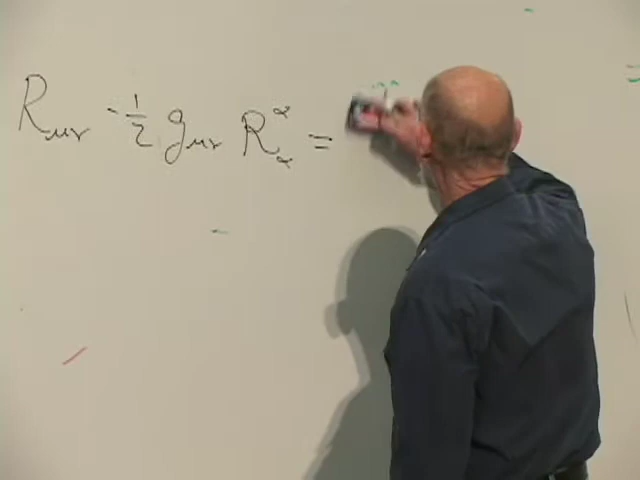 R_μν - 1/2 g_μν R^α_α =